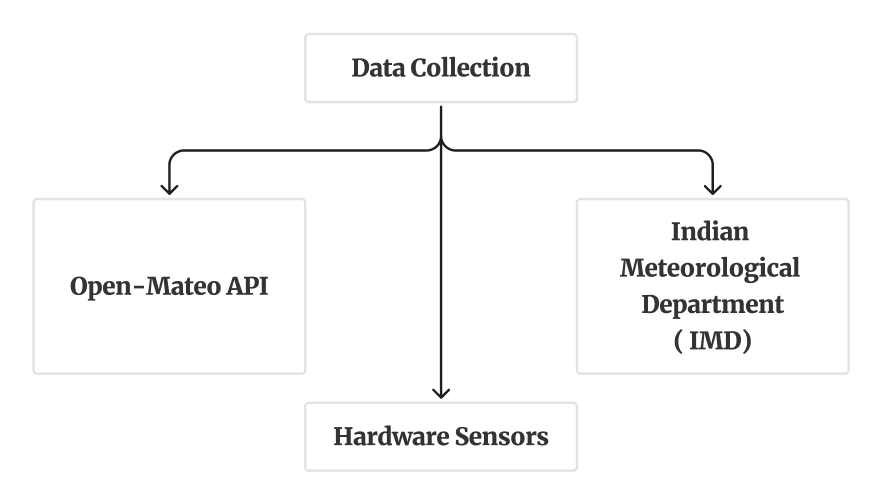 Data Collection
Open-Mateo API
Indian
Meteorological
Department
( IMD)
Hardware Sensors